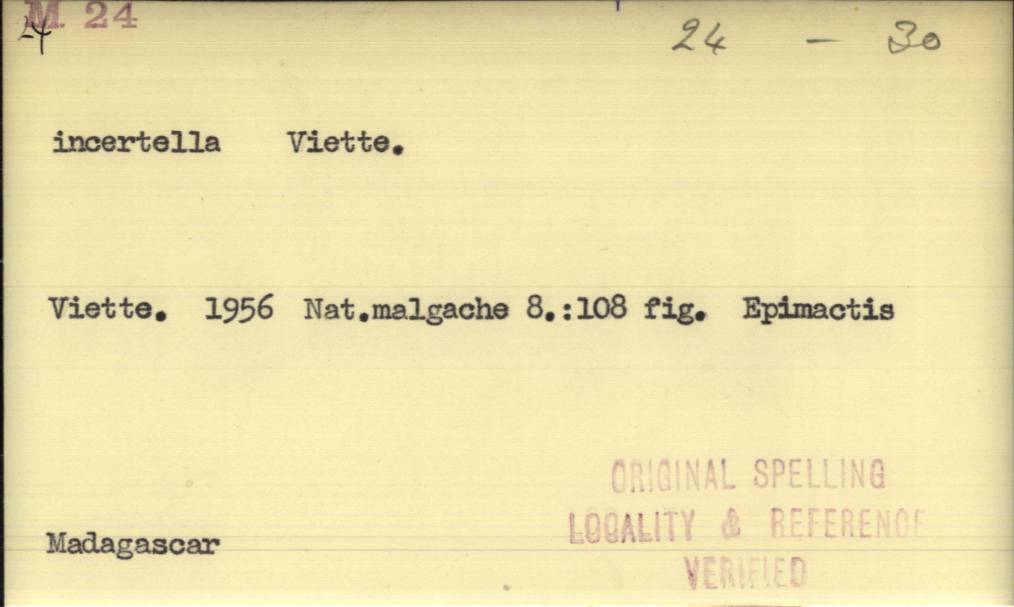 M. 24
24
24 - 30
incertella Viette.
Viette. 1956 Nat.malgache 8.:108 fig. Epimactis
ORIGINAL SPELLING
LOCALITY & REFERENCE
VERIFIED
Madagascar